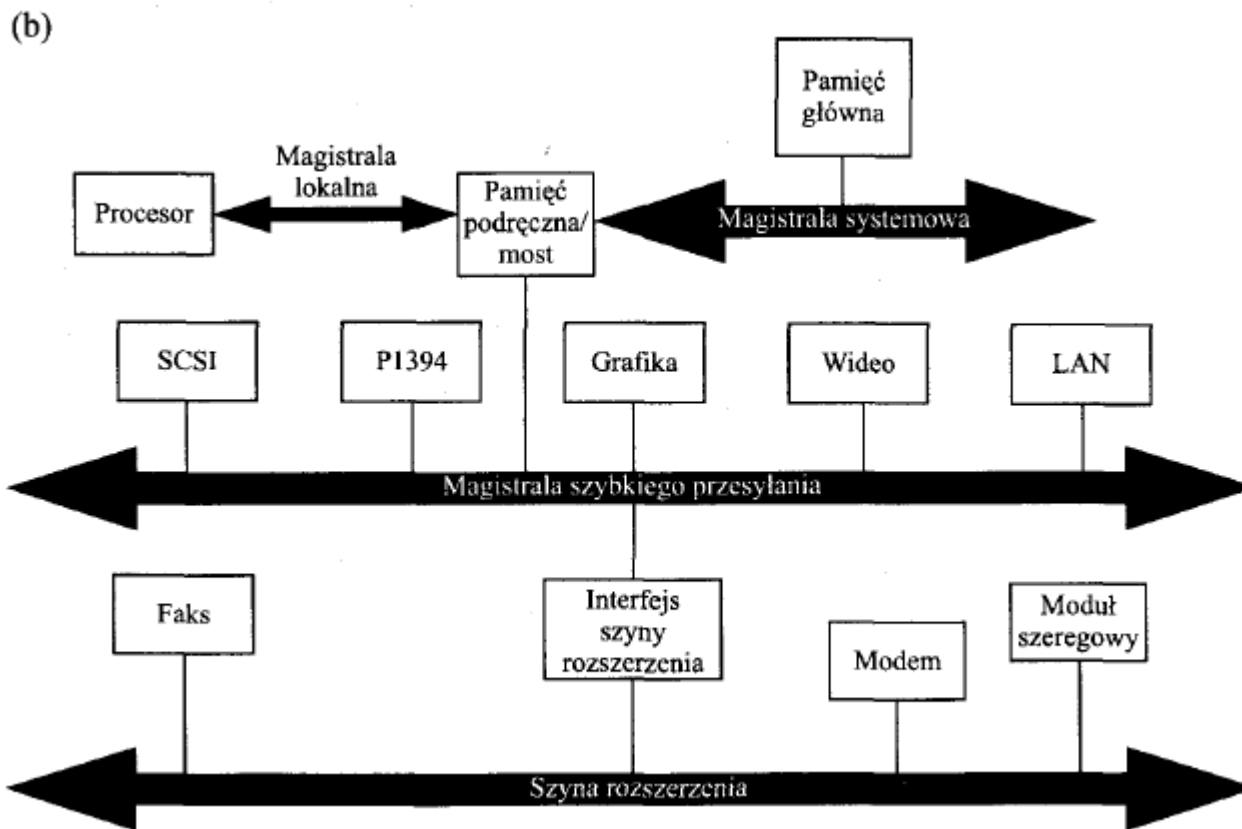 (b)
Pamięć
główna
Magistrala
lokalna
Procesor
Pamięć
podręczna/
most
Magistrala systemowa
SCSI
P1394
Grafika
Wideo
LAN
Magistrala szybkiego przesyłania
Faks
Interfejs
szyny
rozszerzenia
Modem
Moduł
szeregowy
Szyna rozszerzenia